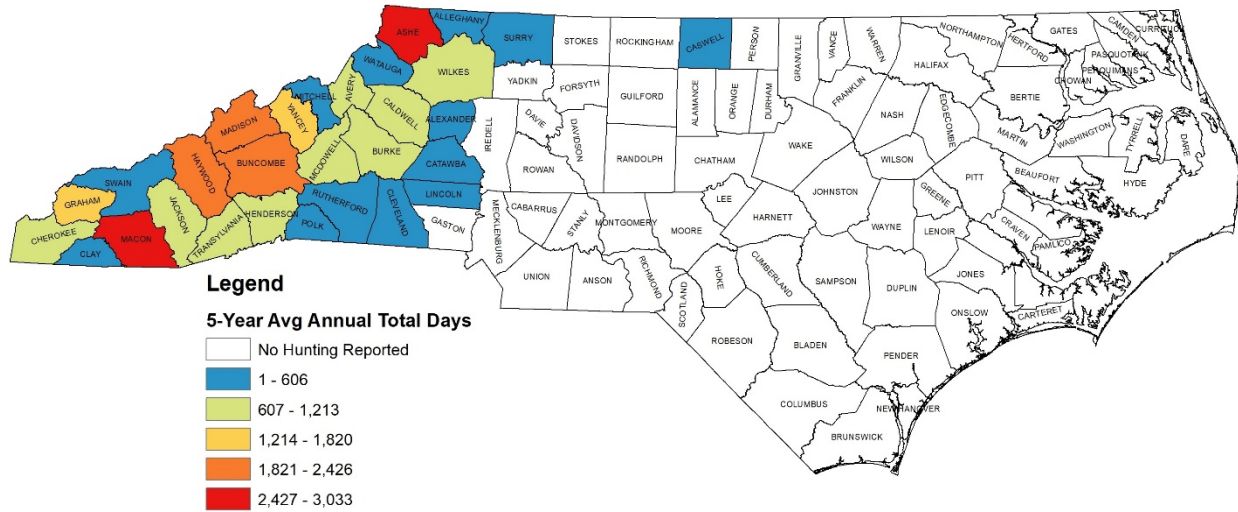 ALLEGHANY
ASHE
SURRY
STOKES
ROCKINGHAM
CASWELL
PERSON
GRANVILLE
VANCE
WARREN
NORTHAMPTON
HERTFORD
GATES
CAMDEN
CURRITUCK
PASQUOTANK
PERQUIMANS
CHOWAN
WATAUGA
WILKES
YADKIN
FORSYTH
GUILFORD
ALAMANCE
ORANGE
DURHAM
FRANKLIN
HALIFAX
BERTIE
MITCHELL
AVERY
CALDWELL
ALEXANDER
IREDELL
DAVIE
DAVIDSON
RANDOLPH
CHATHAM
WAKE
NASH
EDGECOMBE
MARTIN
WASHINGTON
TYRRELL
DARE
MADISON
YANCEY
MCDOWELL
BURKE
CATAWBA
ROWAN
WILSON
PITT
BEAUFORT
HYDE
HAYWOOD
BUNCOMBE
RUTHERFORD
CLEVELAND
LINCOLN
GASTON
CABARRUS
STANLY
MONTGOMERY
MOORE
LEE
HARNETT
JOHNSTON
WAYNE
GREENE
LENOIR
CRAVEN
PAMLICO
SWAIN
GRAHAM
CHEROKEE
CLAY
MACON
JACKSON
TRANSYLVANIA
HENDERSON
POLK
MECKLENBURG
UNION
ANSON
RICHMOND
SCOTLAND
HOKE
CUMBERLAND
SAMPSON
DUPLIN
JONES
ONSLOW
CARTERET
ROBESON
BLADEN
PENDER
COLUMBUS
NEW HANOVER
BRUNSWICK
Legend
5-Year Avg Annual Total Days
No Hunting Reported
1 - 606
607 - 1,213
1,214 - 1,820
1,821 - 2,426
2,427 - 3,033